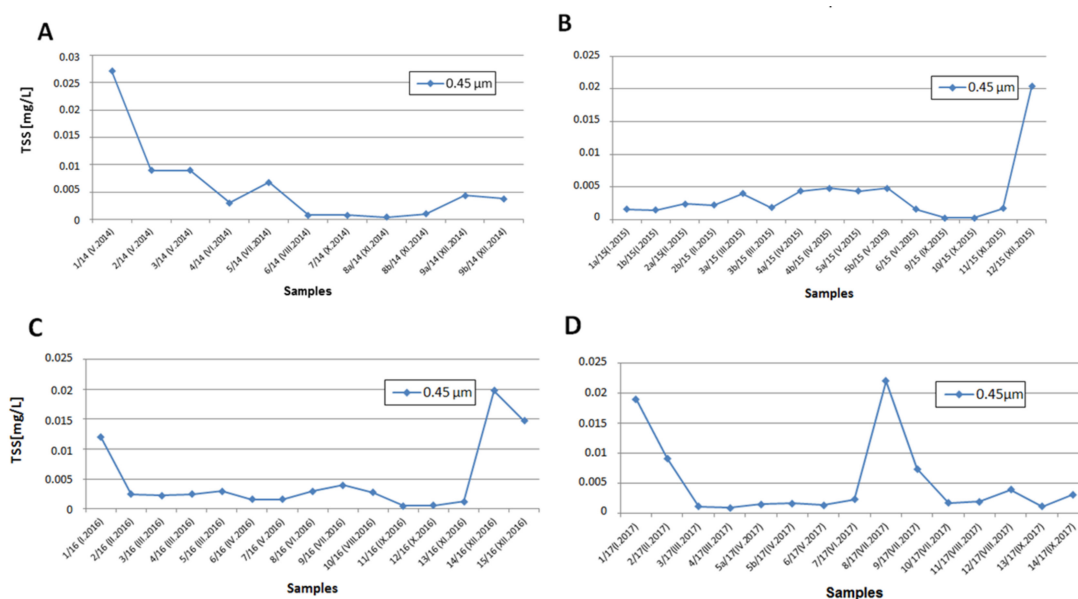 A
TSS [mg/L]
0.03
0.025
0.02
0.015
0.01
0.005
0
0.45 µm
1/14 (V.2014)
2/14 (V.2014)
3/14 (V.2014)
4/14 (VI.2014)
5/14 (VII.2014)
6/14 (VIII.2014)
7/14 (X.2014)
8a/14 (XI.2014)
8b/14 (XI.2014)
9a/14 (XII.2014)
9b/14 (XII.2014)
Samples
B
0.025
0.02
0.015
0.01
0.005
0
0.45 µm
1a/15(I.2015)
1b/15(I.2015)
2a/15(II.2015)
2b/15 (II.2015)
3a/15 (III.2015)
3b/15 (III.2015)
4a/15 (IV.2015)
4b/15 (IV.2015)
5a/15 (V.2015)
5b/15 (V.2015)
6/15 (VI.2015)
9/15 (IX.2015)
10/15 (X.2015)
11/15 (XI.2015)
12/15 (XII.2015)
Samples
C
TSS[mg/L]
0.025
0.02
0.015
0.01
0.005
0
0.45 µm
1/16 (I.2016)
2/16 (II.2016)
3/16 (III.2016)
4/16 (III.2016)
5/16 (III.2016)
6/16 (IV.2016)
7/16 (V.2016)
8/16 (VI.2016)
9/16 (VII.2016)
10/16 (VIII.2016)
11/16 (IX.2016)
12/16 (X.2016)
13/16 (XI.2016)
14/16 (XII.2016)
15/16 (XII.2016)
Samples
D
0.025
0.02
0.015
0.01
0.005
0
0.45µm
1/17(I.2017)
2/17(II.2017)
3/17(III.2017)
4/17(III.2017)
5a/17(IV.2017)
5b/17(IV.2017)
6/17(V.2017)
7/17(VI.2017)
8/17(VII.2017)
9/17(VII.2017)
10/17(VII.2017)
11/17(VIII.2017)
12/17(VIII.2017)
13/17(IX.2017)
14/17(IX.2017)
Samples